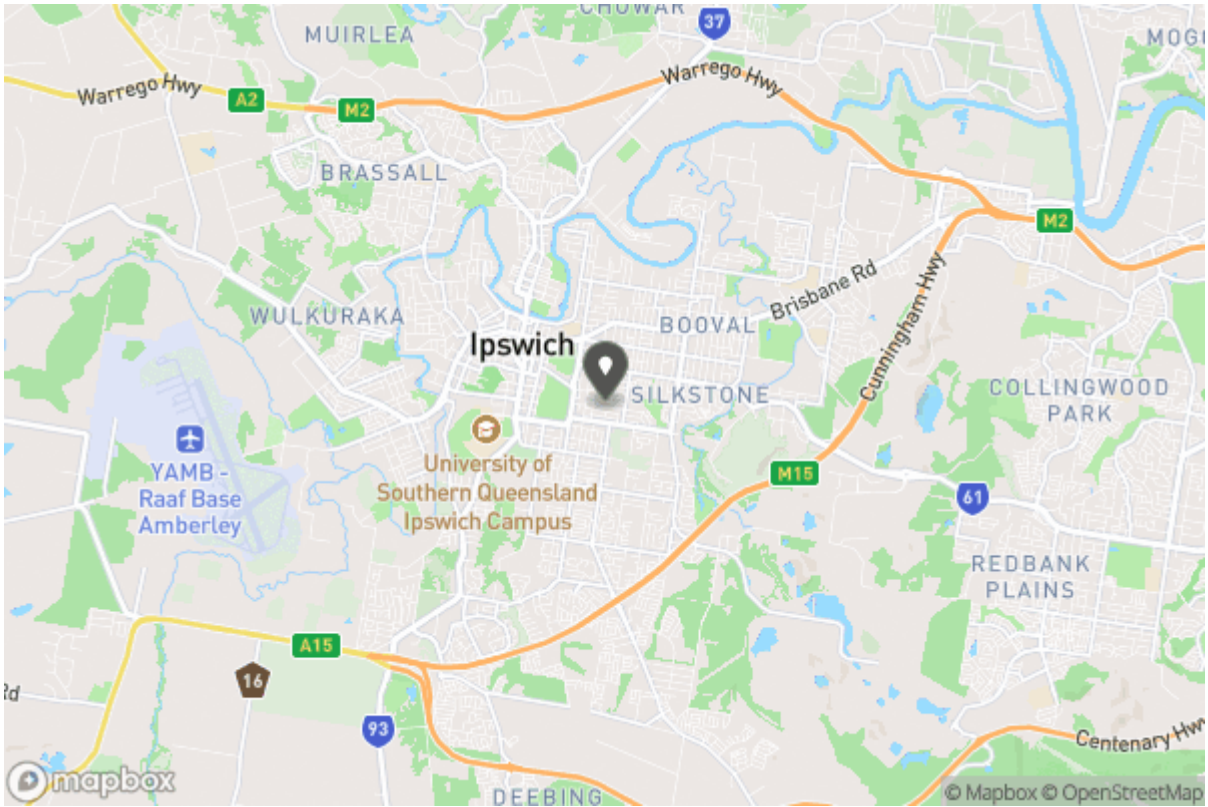 CHUWAR
37
MUIRLEA
MOGG
Warrego Hwy
Warrego Hwy
A2
M2
BRASSALL
M2
Brisbane Rd
Cunningham Hwy
WULKURAKA
BOOVAL
Ipswich
SILKSTONE
COLLINGWOOD
PARK
YAMB -
Raaf Base
Amberley
University of
Southern Queensland
Ipswich Campus
M15
61
REDBANK
PLAINS
A15
16
Rd
93
Centenary Hwy
mapbox
DEEBING
© Mapbox © OpenStreetMap